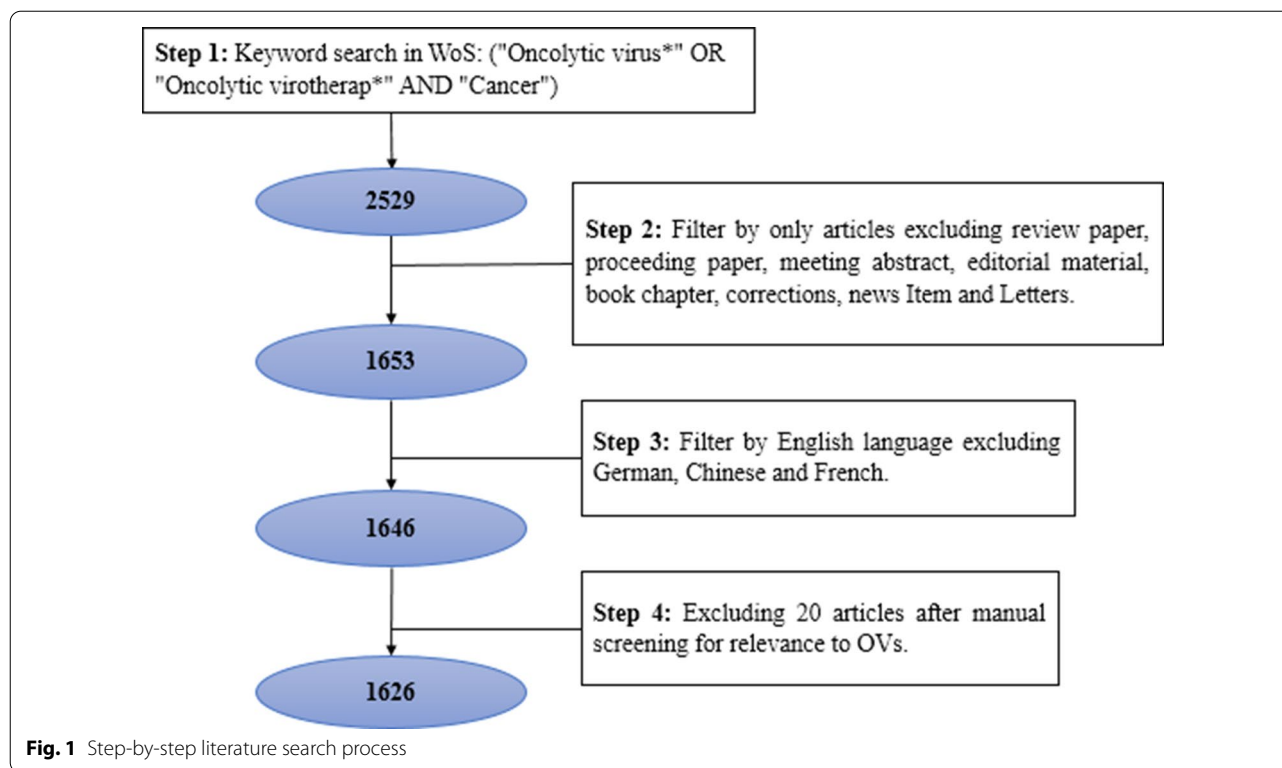 Step 1: Keyword search in WoS: ("Oncolytic virus*" OR
"Oncolytic virotherap*" AND "Cancer")
2529
Step 2: Filter by only articles excluding review paper,
proceeding paper, meeting abstract, editorial material,
book chapter, corrections, news Item and Letters.
1653
Step 3: Filter by English language excluding
German, Chinese and French.
1646
Step 4: Excluding 20 articles after manual
screening for relevance to OVs.
1626
Fig. 1 Step-by-step literature search process